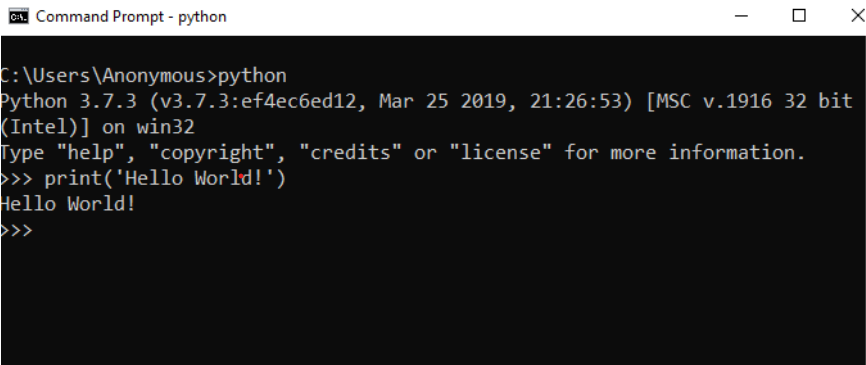 Command Prompt - python
C:\Users\Anonymous>python
Python 3.7.3 (v3.7.3:ef4ec6ed12, Mar 25 2019, 21:26:53) [MSC v.1916 32 bit
(Intel)] on win32
Type "help", "copyright", "credits" or "license" for more information.
>>> print('Hello World!')
Hello World!
>>>